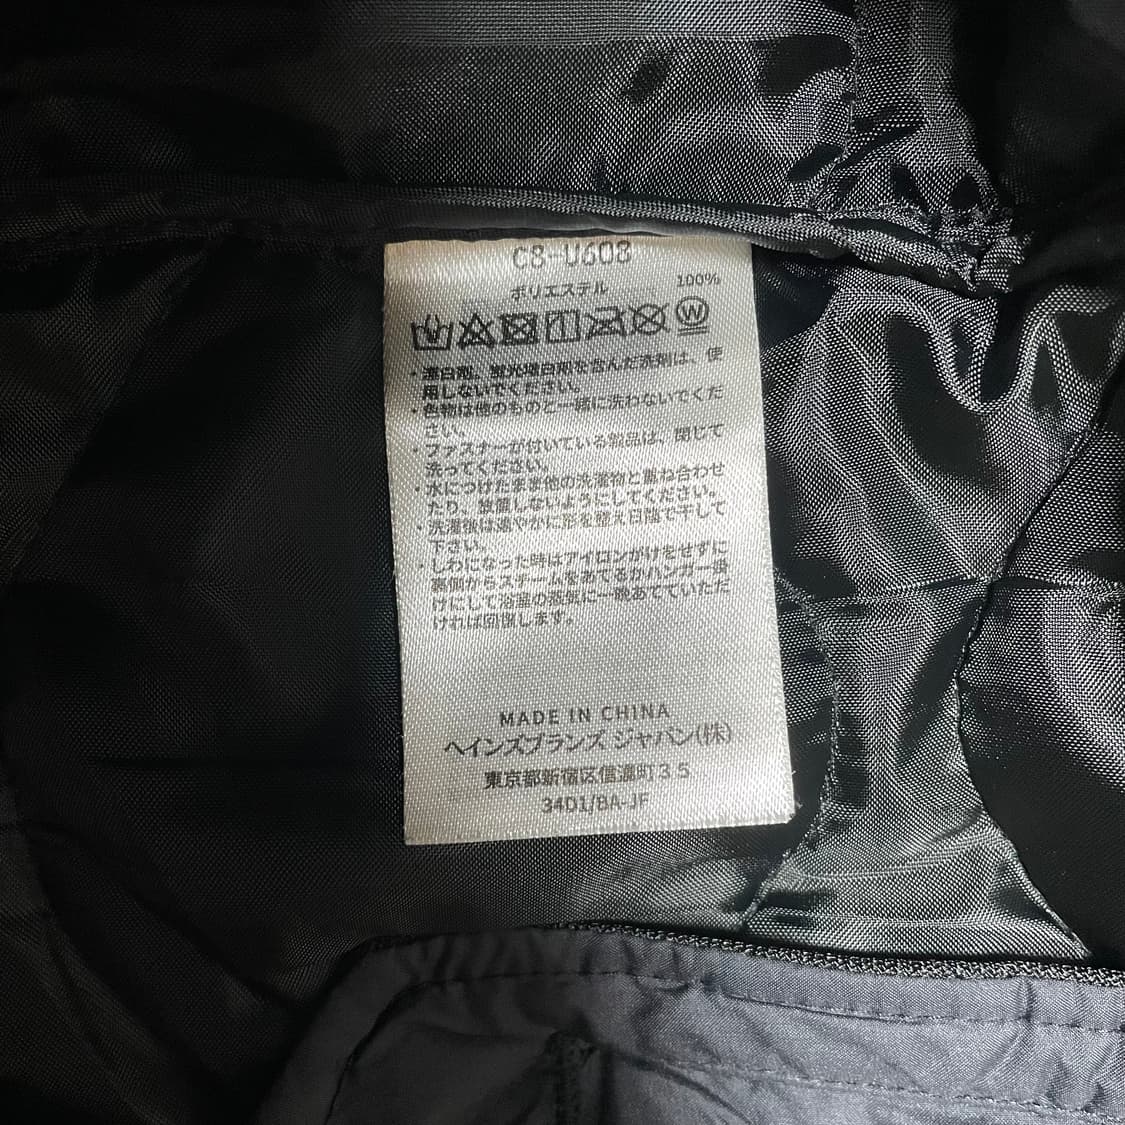 C8-U608
ポリエステル 100%
W
・漂白剤、蛍光増白剤を含んだ洗剤は、使
用しないでください。
・色物は他のものと一緒に洗わないでくだ
さい。
・ファスナーが付いている製品は、閉じて
洗ってください。
・水につけたまま他の洗濯物と重ね合わせ
たり、放置しないようにしてください。
・洗濯後は速やかに形を整え日陰で干して
下さい。
・しわになった時はアイロンがけをせずに
裏側からスチームをあてるかハンガー掛
けにして浴室の蒸気に一晩あてていただ
ければ回復します。
MADE IN CHINA
ヘインズブランズ ジャパン(株)
東京都新宿区信濃町35
34D1/BA-JF